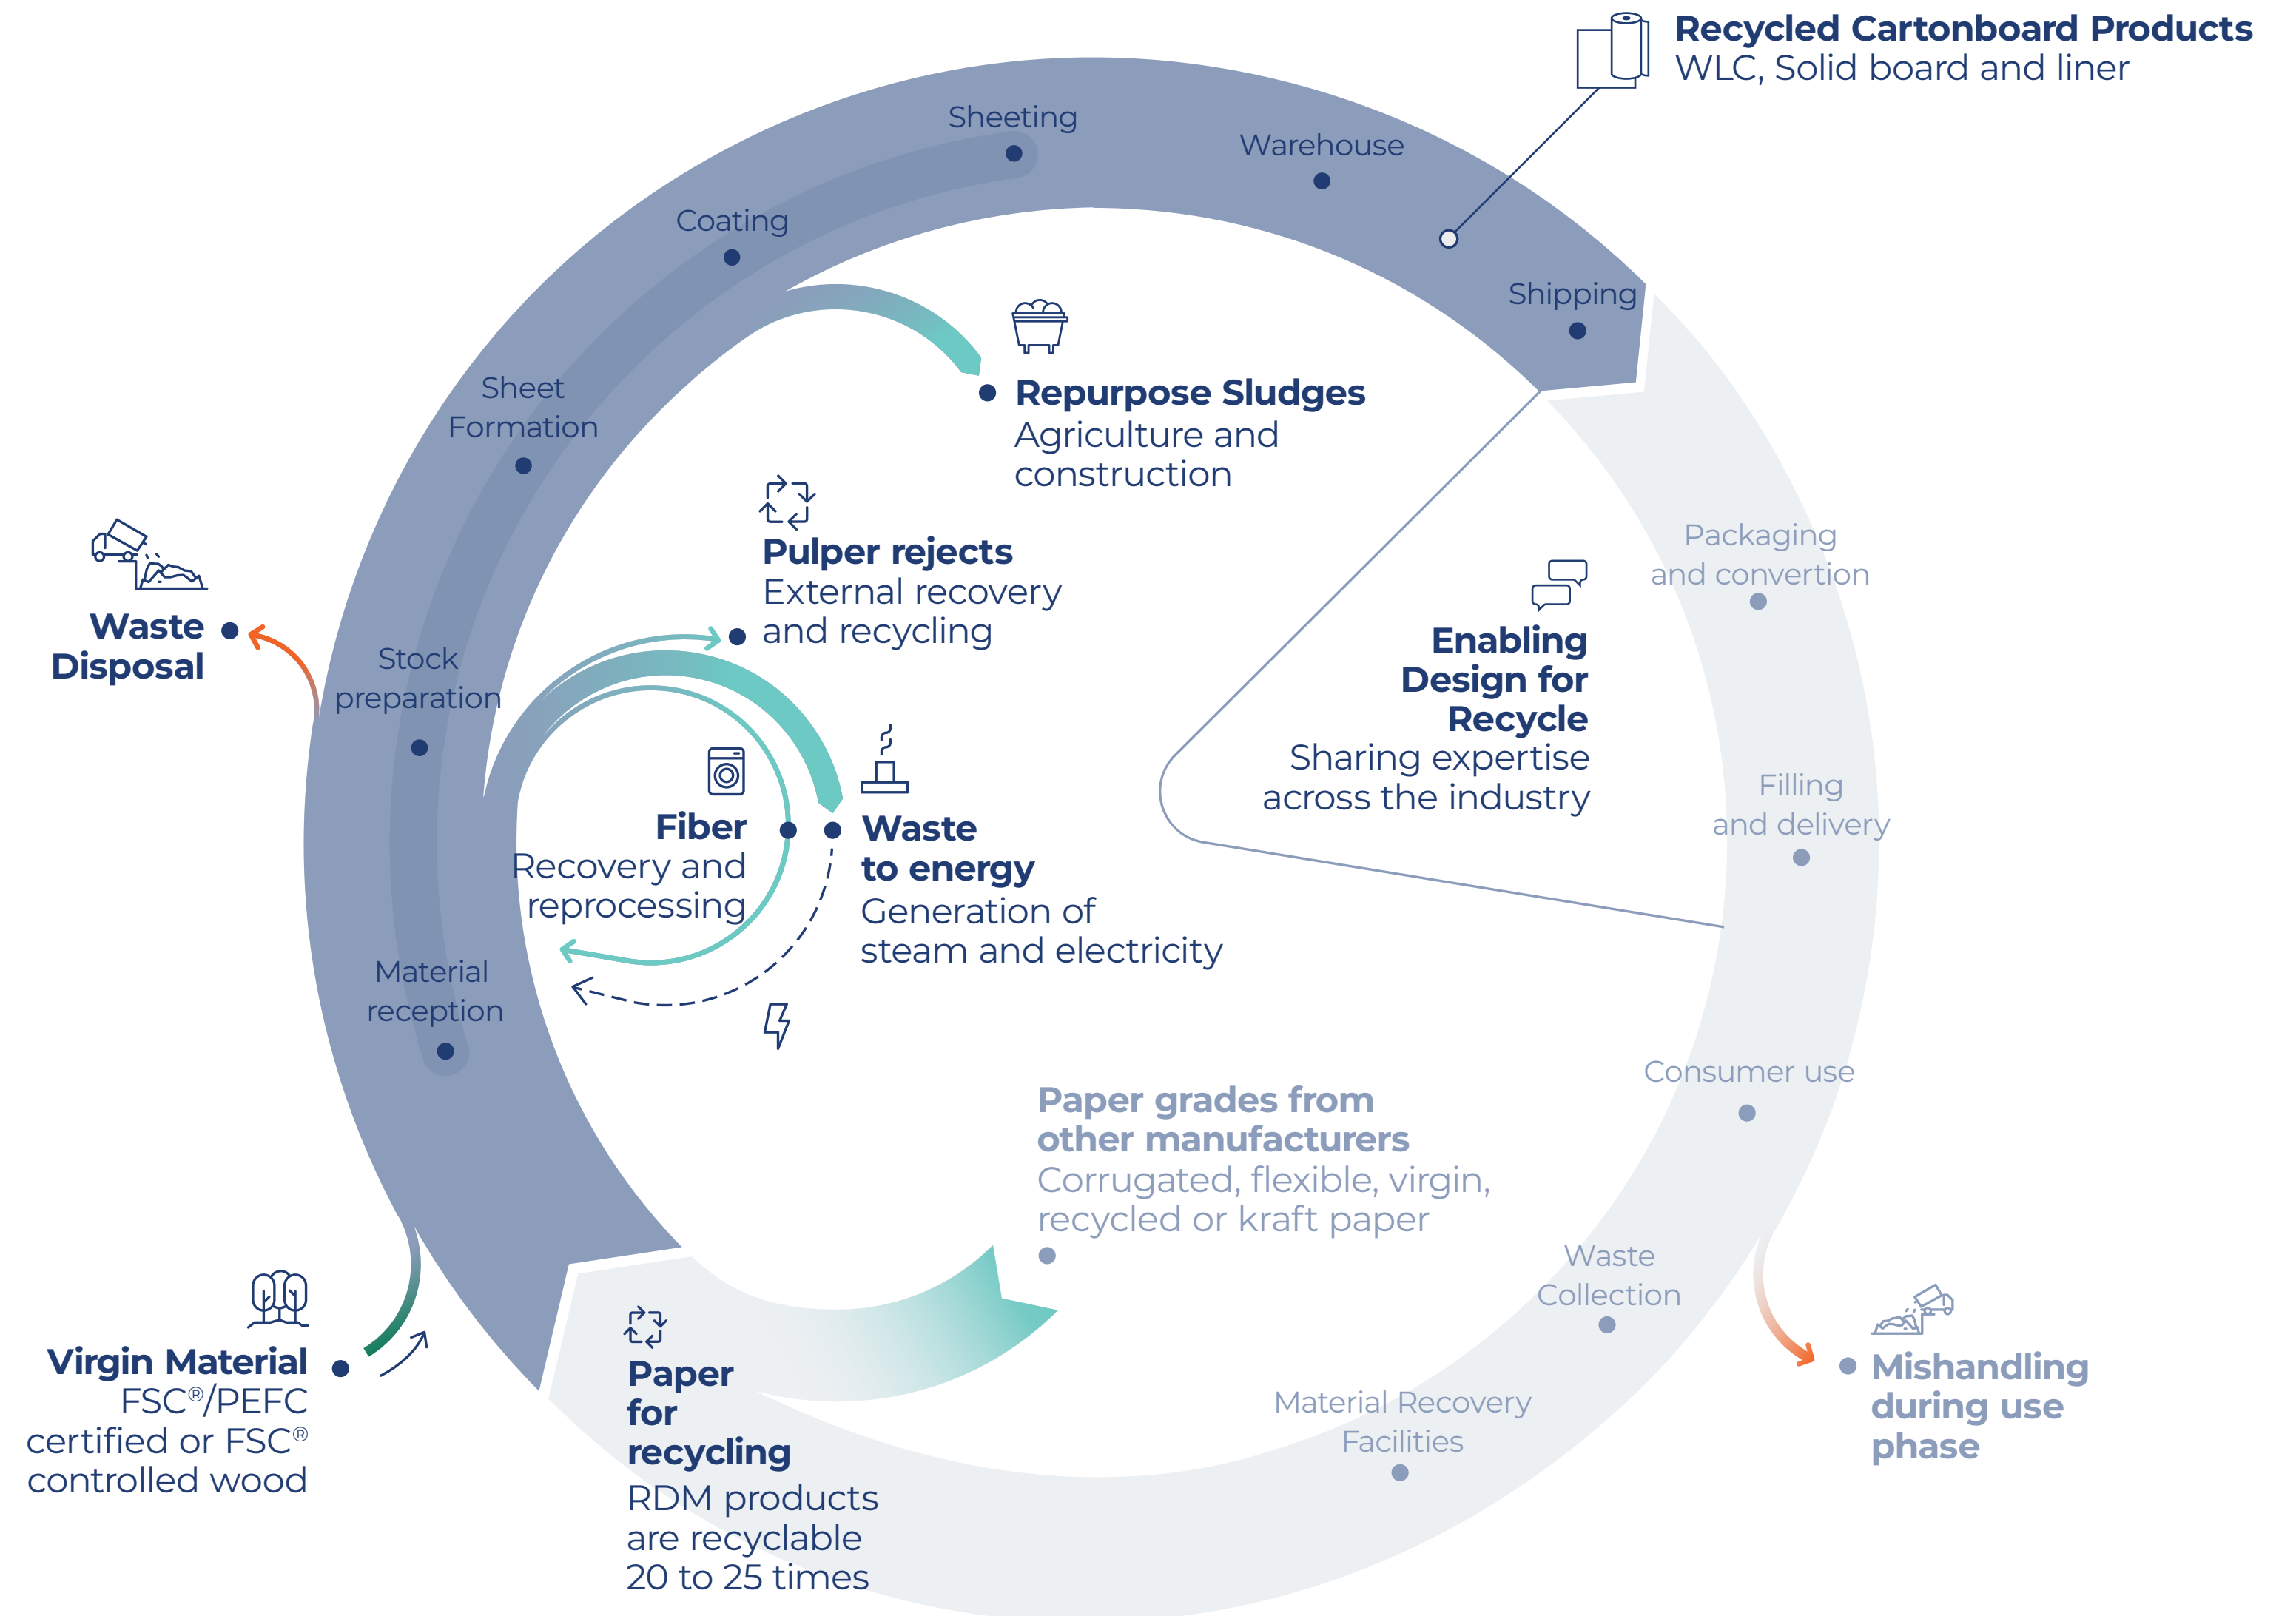 Recycled Cartonboard Products
WLC, Solid board and liner
Sheeting
Warehouse
Coating
Shipping
Sheet
Formation
Repurpose Sludges
Agriculture and
construction
Pulper rejects
External recovery
and recycling
Packaging
and convertion
Waste
Disposal
Stock
preparation
Enabling
Design for
Recycle
Sharing expertise
across the industry
Filling
and delivery
Fiber
Recovery and
reprocessing
Waste
to energy
Generation of
steam and electricity
Material
reception
Consumer use
Paper grades from
other manufacturers
Corrugated, flexible, virgin,
recycled or kraft paper
Waste
Collection
Virgin Material
FSC®/PEFC
certified or FSC®
controlled wood
Paper
for
recycling
RDM products
are recyclable
20 to 25 times
Material Recovery
Facilities
Mishandling
during use
phase